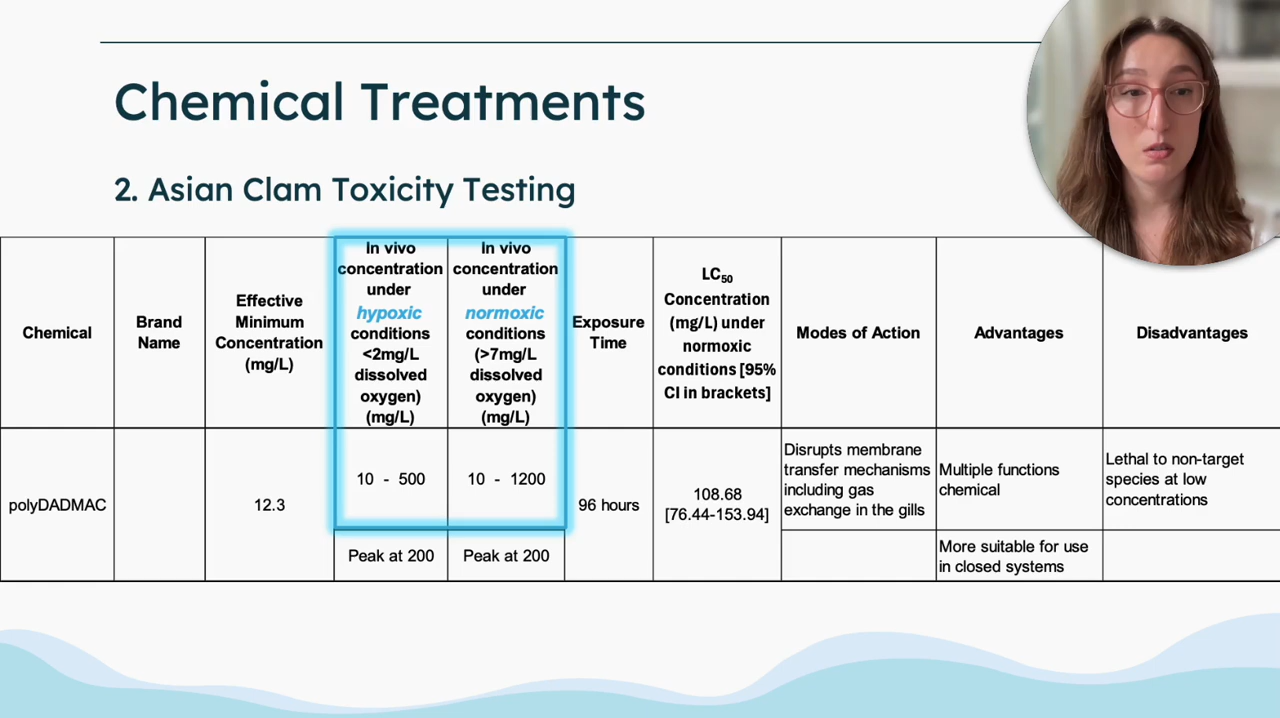 Chemical Treatments
2. Asian Clam Toxicity Testing
Chemical
Brand
Name
Effective
Minimum
Concentration
(mg/L)
In vivo
concentration
under
hypoxic
conditions
<2mg/L
dissolved
oxygen)
(mg/L)
In vivo
concentration
under
normoxic
conditions
(>7mg/L
dissolved
oxygen)
(mg/L)
Exposure
Time
LC50
Concentration
(mg/L) under
normoxic
conditions [95%
CI in brackets]
Modes of Action
Advantages
Disadvantages
polyDADMAC
12.3
10 - 500
10 - 1200
96 hours
108.68
[76.44-153.94]
Disrupts membrane
transfer mechanisms
including gas
exchange in the gills
Multiple functions
chemical
Lethal to non-target
species at low
concentrations
Peak at 200
Peak at 200
More suitable for use
in closed systems